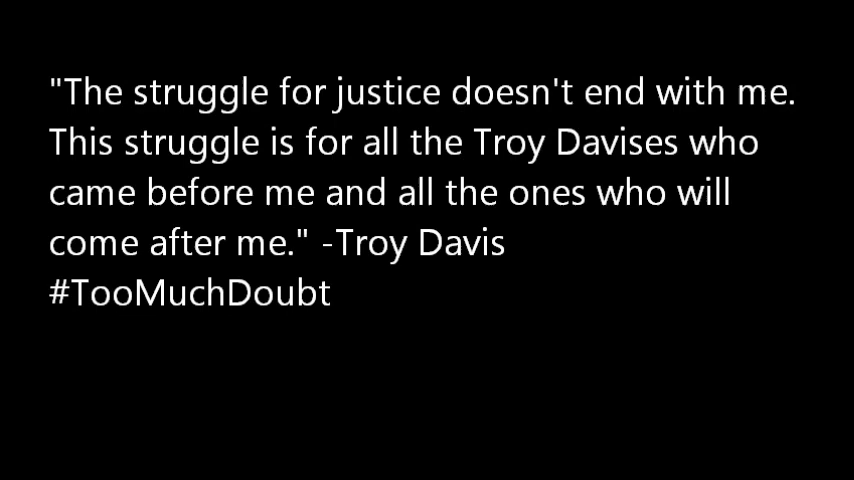 "The struggle for justice doesn't end with me.
This struggle is for all the Troy Davises who
came before me and all the ones who will
come after me." -Troy Davis
#TooMuchDoubt